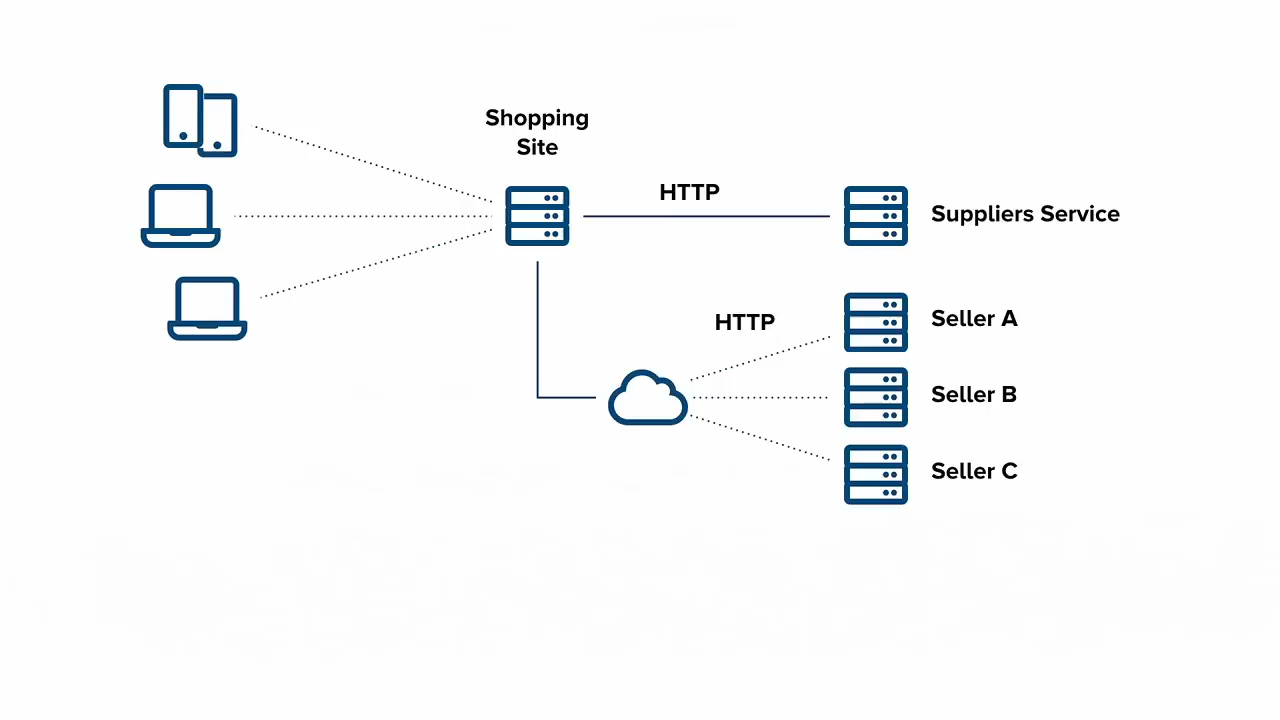 Shopping
Site
HTTP
Suppliers Service
HTTP
Seller A
Seller B
Seller C